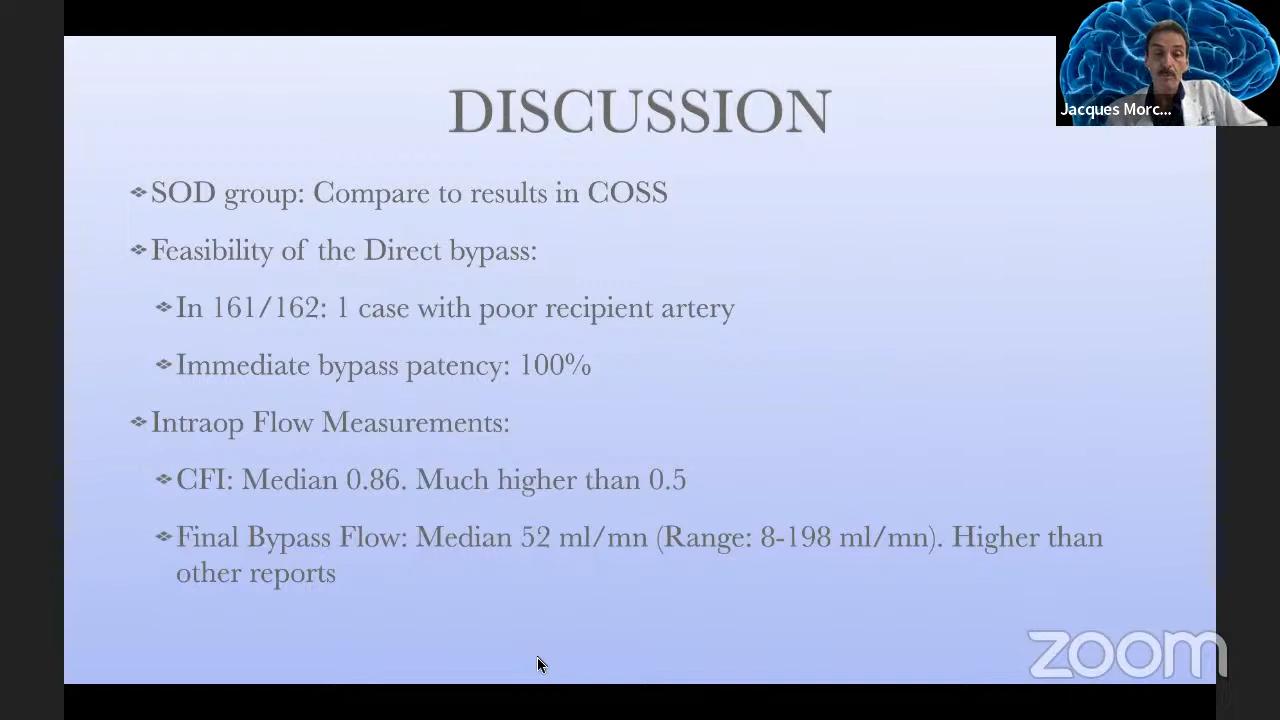 Jacques Morc...
DISCUSSION
❖SOD group: Compare to results in COSS
❖Feasibility of the Direct bypass:
❖In 161/162: 1 case with poor recipient artery
❖Immediate bypass patency: 100%
❖Intraop Flow Measurements:
❖CFI: Median 0.86. Much higher than 0.5
❖Final Bypass Flow: Median 52 ml/mn (Range: 8-198 ml/mn). Higher than
other reports
zoom